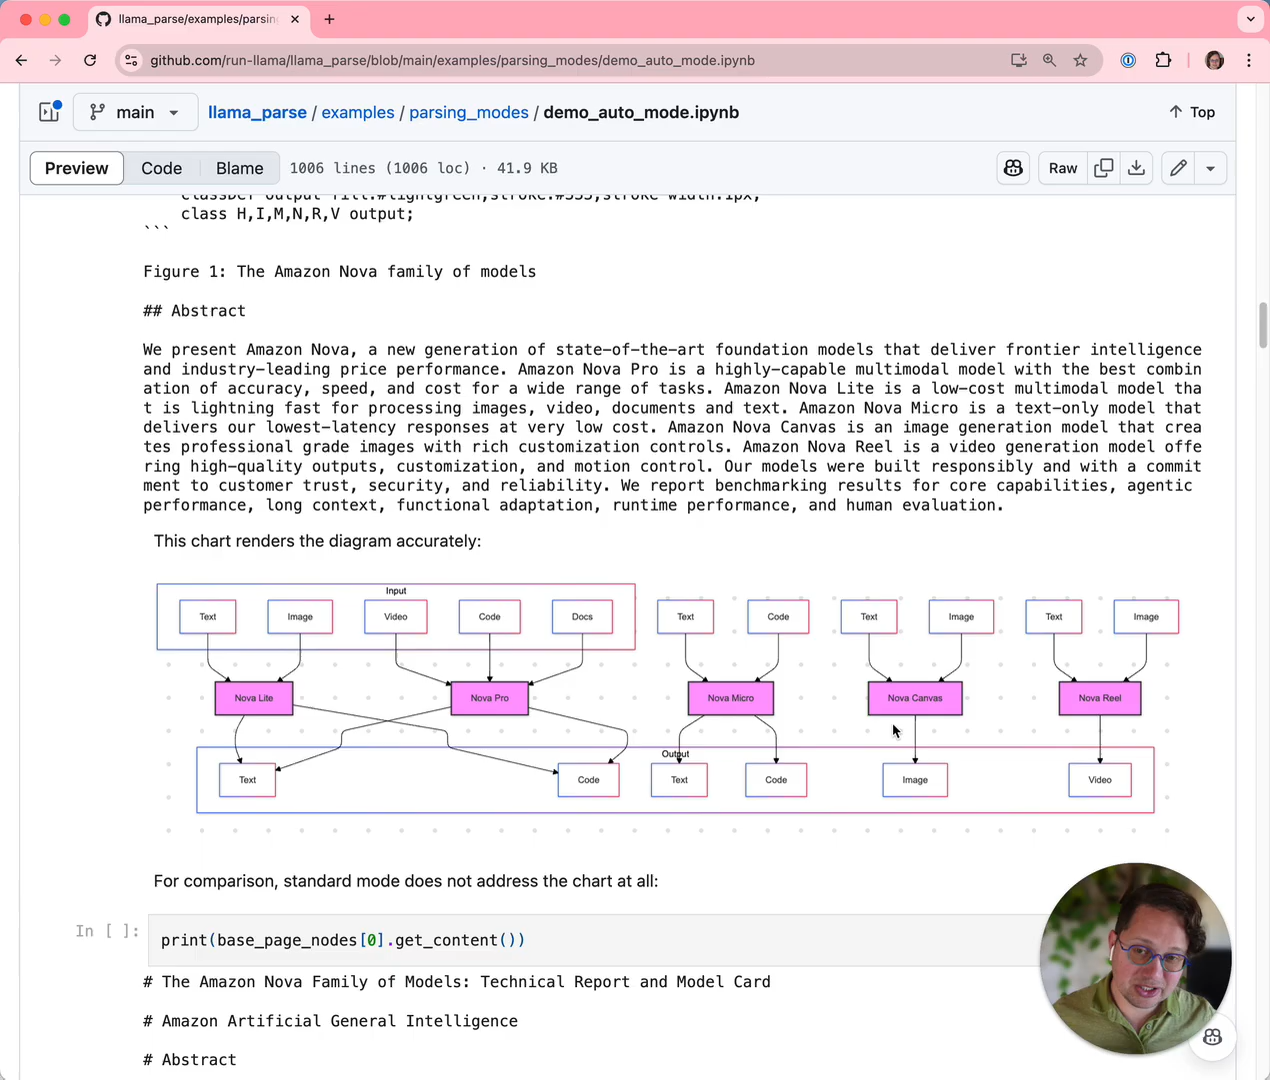 llama_parse/examples/parsin
github.com/run-llama/llama_parse/blob/main/examples/parsing_modes/demo_auto_mode.ipynb
main
llama_parse / examples / parsing_modes / demo_auto_mode.ipynb
Top
Preview Code Blame 1006 lines (1006 loc) · 41.9 KB
Raw
classDef output fill:#lightgreen,stroke:#333,stroke-width:1px;
class H,I,M,N,R,V output;
```
Figure 1: The Amazon Nova family of models
## Abstract
We present Amazon Nova, a new generation of state-of-the-art foundation models that deliver frontier intelligence
and industry-leading price performance. Amazon Nova Pro is a highly-capable multimodal model with the best combin
ation of accuracy, speed, and cost for a wide range of tasks. Amazon Nova Lite is a low-cost multimodal model tha
t is lightning fast for processing images, video, documents and text. Amazon Nova Micro is a text-only model that
delivers our lowest-latency responses at very low cost. Amazon Nova Canvas is an image generation model that crea
tes professional grade images with rich customization controls. Amazon Nova Reel is a video generation model offe
ring high-quality outputs, customization, and motion control. Our models were built responsibly and with a commit
ment to customer trust, security, and reliability. We report benchmarking results for core capabilities, agentic
performance, long context, functional adaptation, runtime performance, and human evaluation.
This chart renders the diagram accurately:
Input
Text Image Video Code Docs Text Code Text Image Text Image
Nova Lite Nova Pro Nova Micro Nova Canvas Nova Reel
Output
Text Code Text Code Image Video
For comparison, standard mode does not address the chart at all:
In [ ]: print(base_page_nodes[0].get_content())
# The Amazon Nova Family of Models: Technical Report and Model Card
# Amazon Artificial General Intelligence
# Abstract